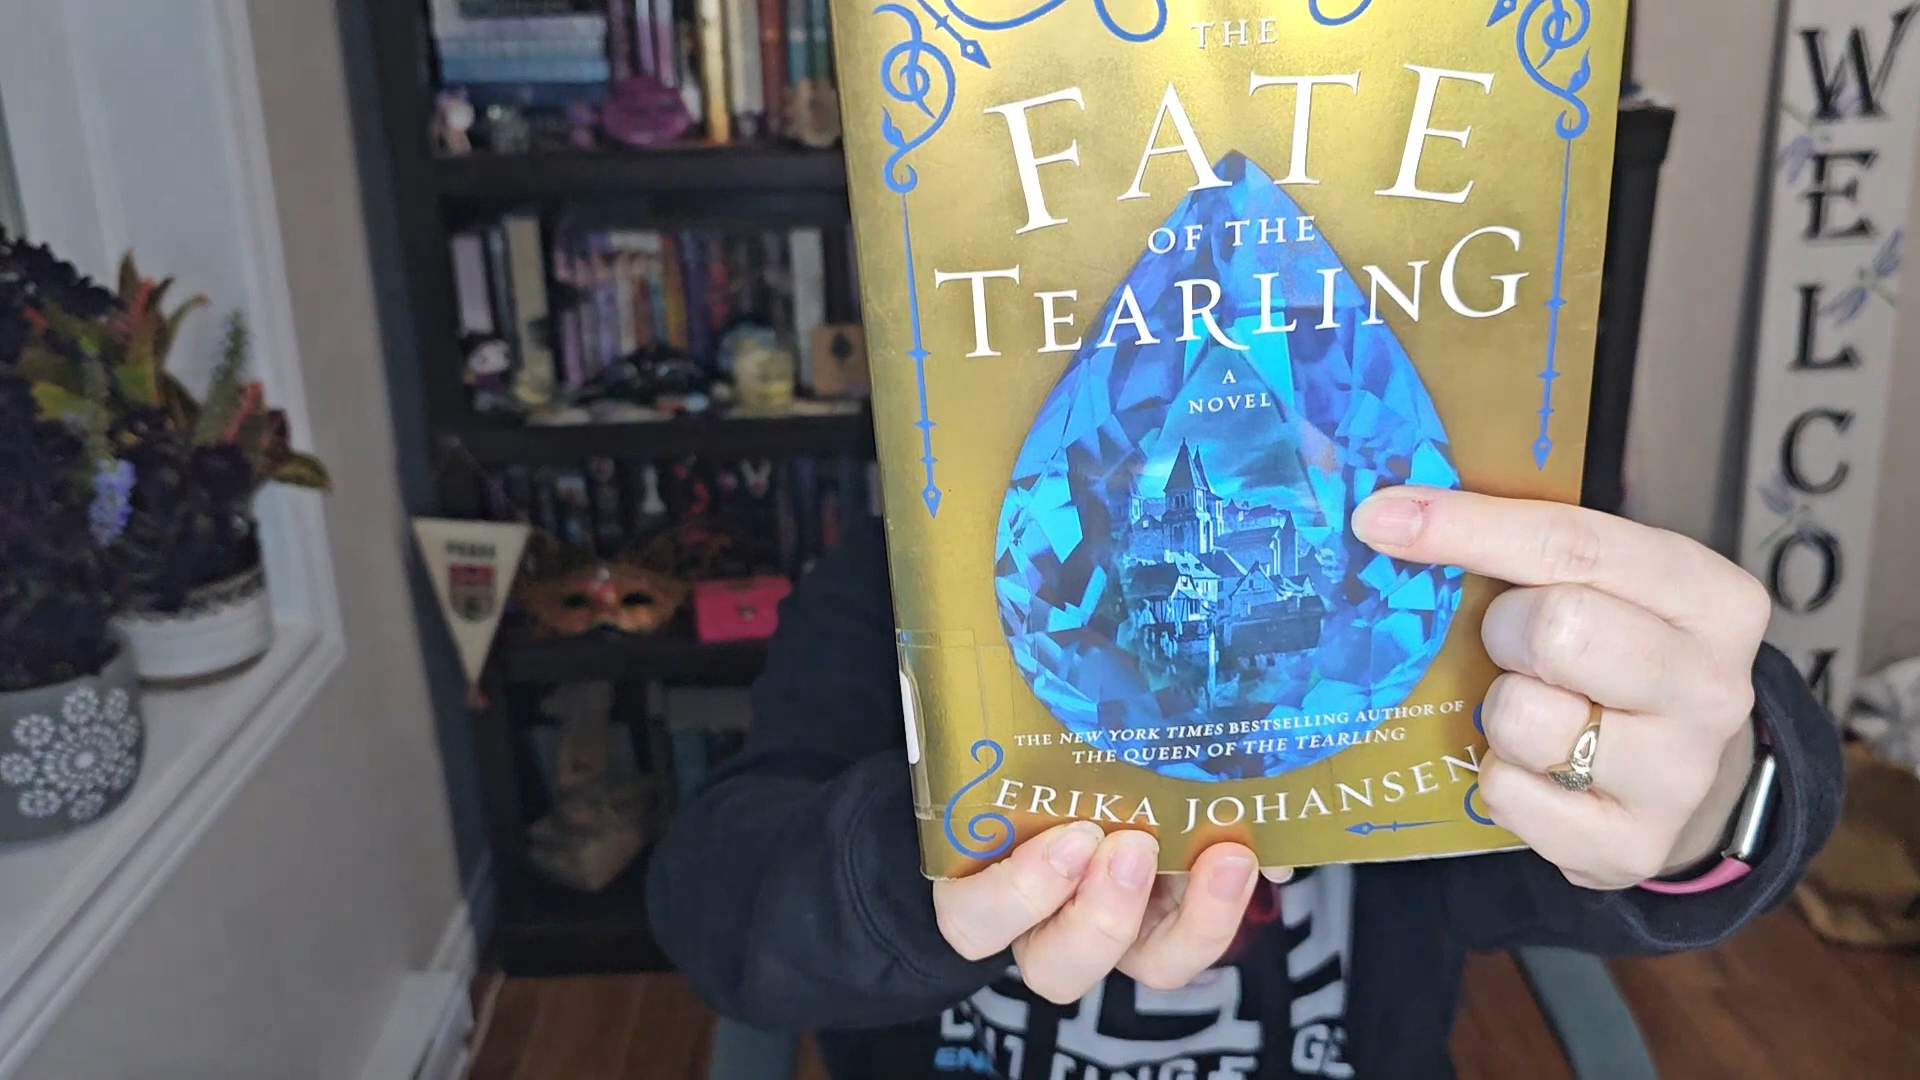 THE
FATE
OF THE
TEARLING
A
NOVEL
THE NEW YORK TIMES BESTSELLING AUTHOR OF
THE QUEEN OF THE TEARLING
ERIKA JOHANSEN
WELCOM